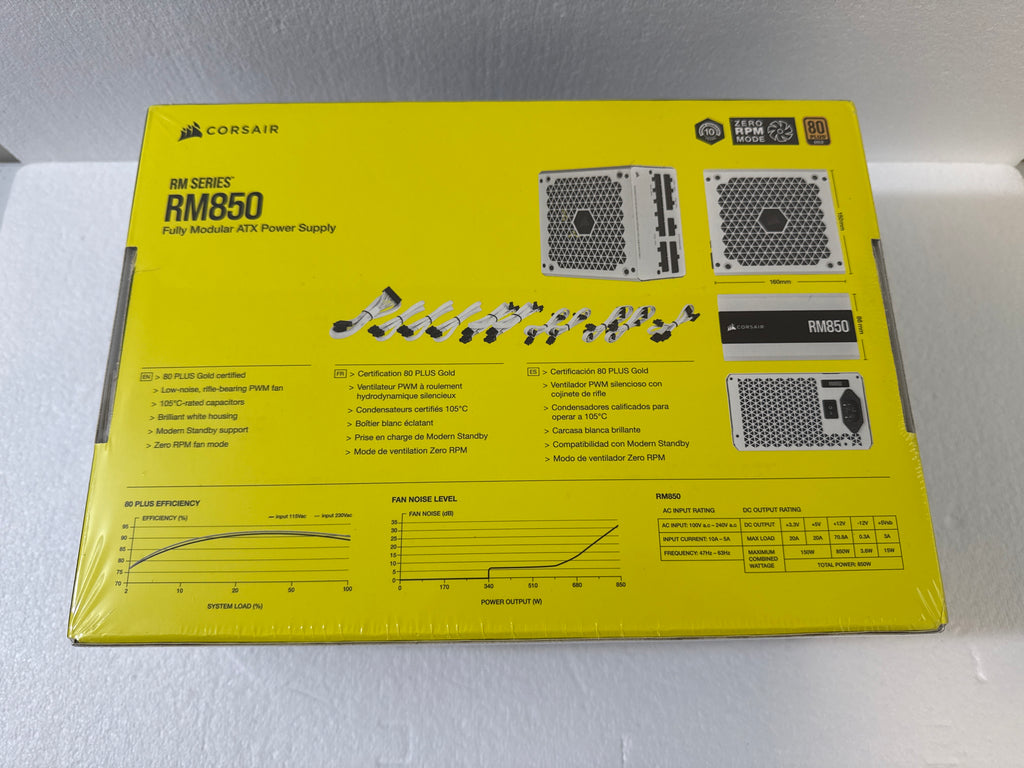 CORSAIR
10
ZERO
RPM
MODE
80
PLUS
GOLD
RM SERIES™
RM850
Fully Modular ATX Power Supply
150mm
160mm
CORSAIR
RM850
86 mm
EN > 80 PLUS Gold certified
> Low-noise, rifle-bearing PWM fan
> 105°C-rated capacitors
> Brilliant white housing
> Modern Standby support
> Zero RPM fan mode
FR > Certification 80 PLUS Gold
> Ventilateur PWM à roulement
hydrodynamique silencieux
> Condensateurs certifiés 105°C
> Boîtier blanc éclatant
> Prise en charge de Modern Standby
> Mode de ventilation Zero RPM
ES > Certificación 80 PLUS Gold
> Ventilador PWM silencioso con
cojinete de rifle
> Condensadores calificados para
operar a 105°C
> Carcasa blanca brillante
> Compatibilidad con Modern Standby
> Modo de ventilador Zero RPM
80 PLUS EFFICIENCY
EFFICIENCY (%)
input 115Vac
input 230Vac
95
90
85
80
75
70
2 10 20 50 100
SYSTEM LOAD (%)
FAN NOISE LEVEL
FAN NOISE (dB)
35
30
25
20
15
10
5
0
0 170 340 510 680 850
POWER OUTPUT (W)
RM850
AC INPUT RATING DC OUTPUT RATING
AC INPUT: 100V a.c – 240V a.c DC OUTPUT +3.3V +5V +12V -12V +5Vsb
INPUT CURRENT: 10A – 5A MAX LOAD 20A 20A 70.8A 0.3A 3A
FREQUENCY: 47Hz – 63Hz MAXIMUM COMBINED WATTAGE 150W 850W 3.6W 15W
TOTAL POWER: 850W